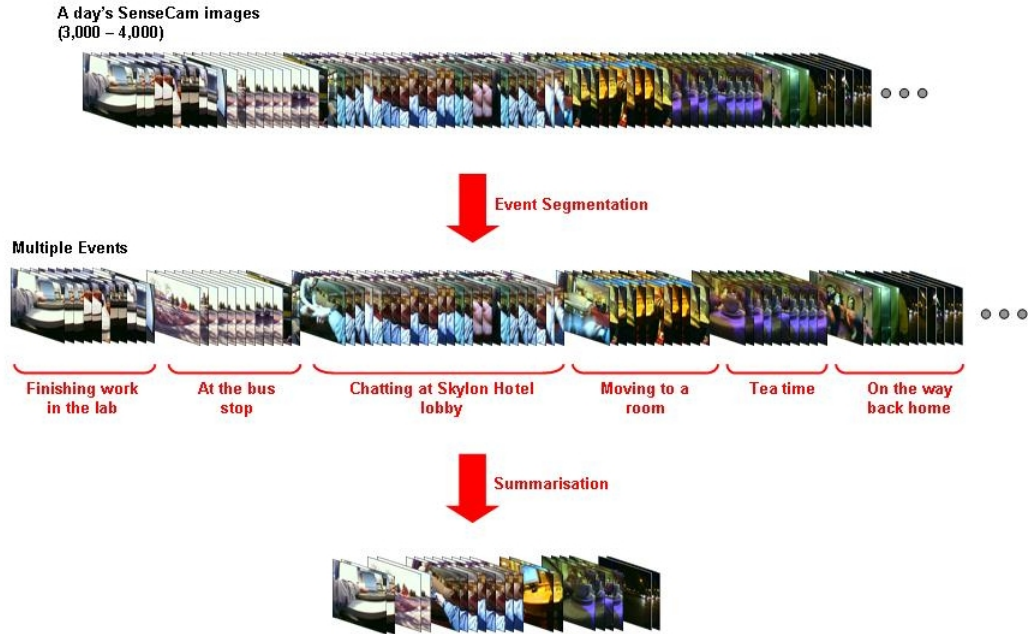 A day's SenseCam images
(3,000 – 4,000)
Event Segmentation
Multiple Events
Finishing work
in the lab
At the bus
stop
Chatting at Skylon Hotel
lobby
Moving to a
room
Tea time
On the way
back home
Summarisation